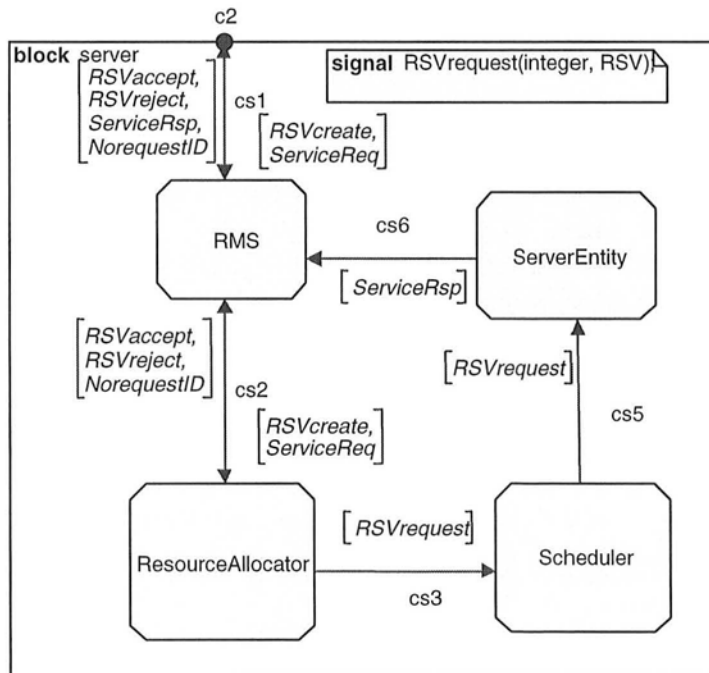 c2
block server
signal RSVrequest(integer, RSV);
[RSVaccept,
RSVreject,
ServiceRsp,
NorequestID]
cs1
[RSVcreate,
ServiceReq]
RMS
cs6
[ServiceRsp]
ServerEntity
[RSVaccept,
RSVreject,
NorequestID]
cs2
[RSVcreate,
ServiceReq]
[RSVrequest]
cs5
ResourceAllocator
[RSVrequest]
cs3
Scheduler